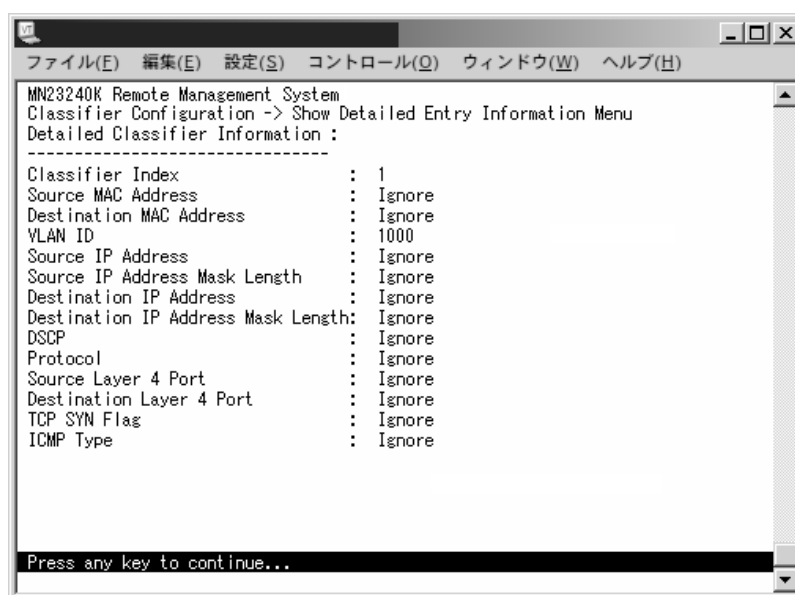 VT
ファイル(F) 編集(E) 設定(S) コントロール(O) ウィンドウ(W) ヘルプ(H)
MN23240K Remote Management System
Classifier Configuration -> Show Detailed Entry Information Menu
Detailed Classifier Information :
--------------------------------
Classifier Index : 1
Source MAC Address : Ignore
Destination MAC Address : Ignore
VLAN ID : 1000
Source IP Address : Ignore
Source IP Address Mask Length : Ignore
Destination IP Address : Ignore
Destination IP Address Mask Length: Ignore
DSCP : Ignore
Protocol : Ignore
Source Layer 4 Port : Ignore
Destination Layer 4 Port : Ignore
TCP SYN Flag : Ignore
ICMP Type : Ignore
Press any key to continue...